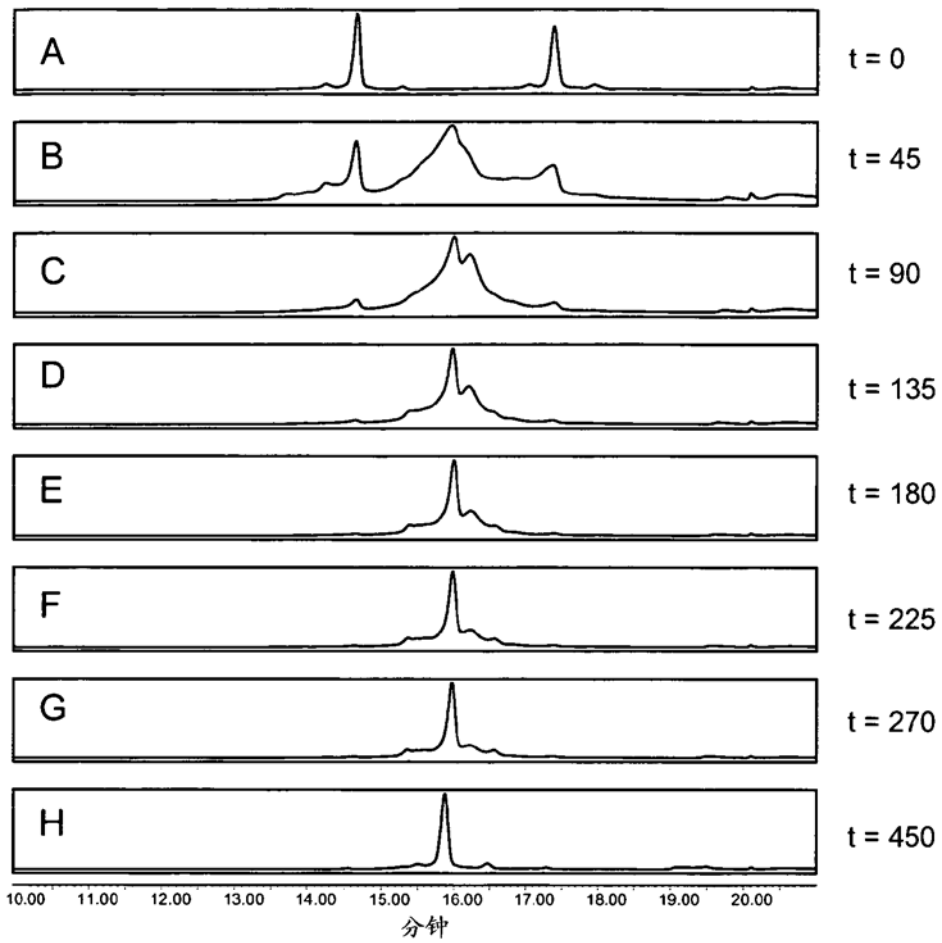 A t = 0
B t = 45
C t = 90
D t = 135
E t = 180
F t = 225
G t = 270
H t = 450
10.00 11.00 12.00 13.00 14.00 15.00 16.00 17.00 18.00 19.00 20.00
分钟